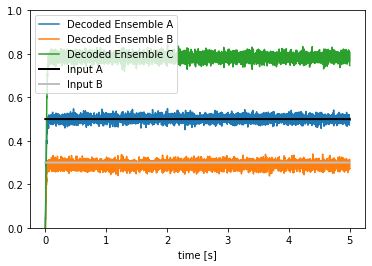 1.0
0.8
0.6
0.4
0.2
0.0
Decoded Ensemble A
Decoded Ensemble B
Decoded Ensemble C
Input A
Input B
0
1
2
3
4
5
time [s]